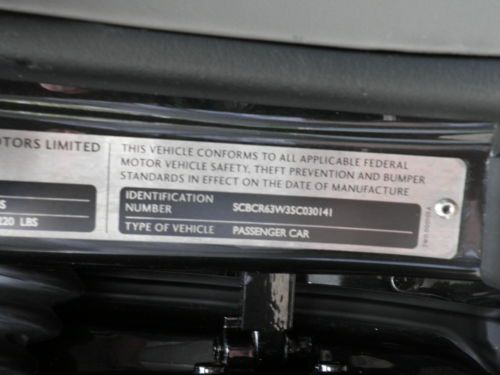 OTORS LIMITED
THIS VEHICLE CONFORMS TO ALL APPLICABLE FEDERAL
MOTOR VEHICLE SAFETY, THEFT PREVENTION AND BUMPER
STANDARDS IN EFFECT ON THE DATE OF MANUFACTURE
S
120 LBS
IDENTIFICATION
NUMBER
SCBCR63W3SC030141
TYPE OF VEHICLE
PASSENGER CAR